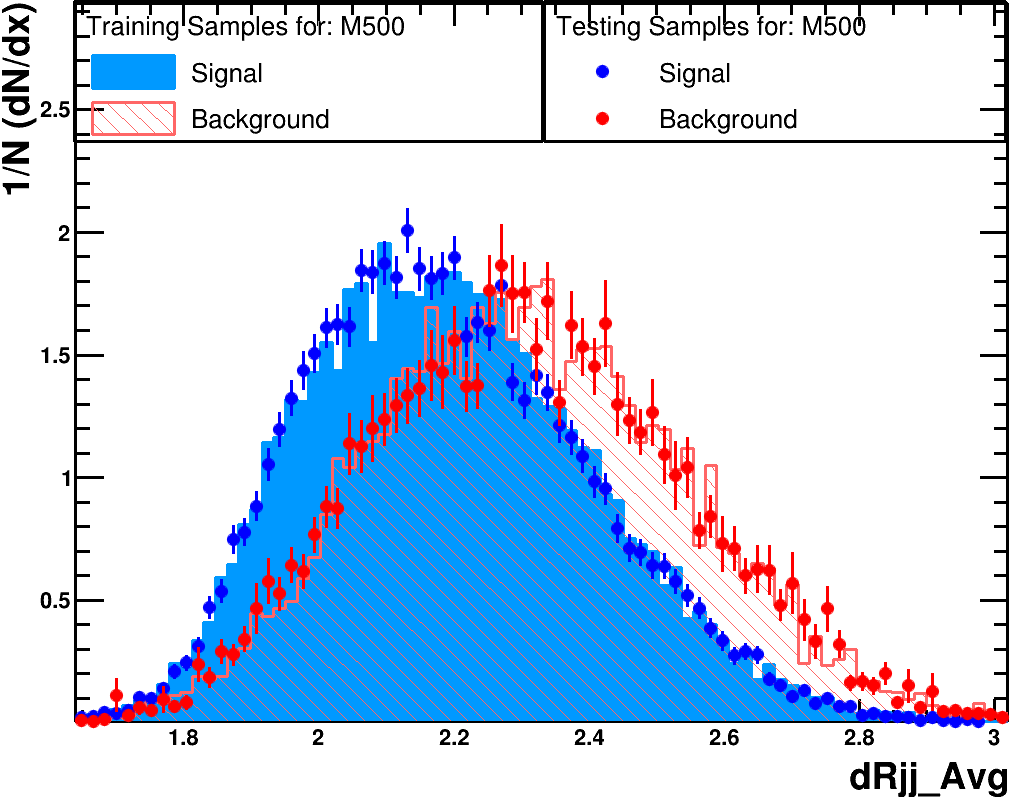 Training Samples for: M500
Signal
Background
Testing Samples for: M500
Signal
Background
1/N (dN/dx)
2.5
2
1.5
1
0.5
1.8
2
2.2
2.4
2.6
2.8
3
dRjj_Avg